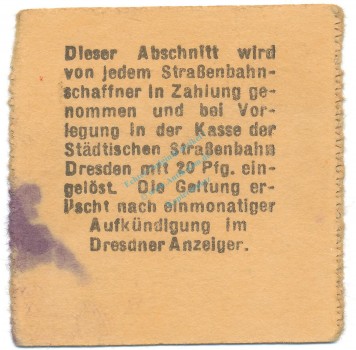 Dieser Abschnitt wird
von jedem Straßenbahn-
schaffner in Zahlung ge-
nommen und bei Vor-
legung in der Kasse der
Städtischen Straßenbahn
Dresden mit 20 Pfg. ein-
gelöst. Die Geltung er-
lischt nach einmonatiger
Aufkündigung im
Dresdner Anzeiger.